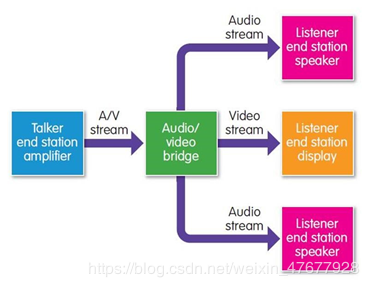 Audio
stream
Listener
end station
speaker
A/V
stream
Video
stream
Talker
end station
amplifier
Audio/
video
bridge
Listener
end station
display
Audio
stream
Listener
end station
speaker
https://blog.csdn.net/weixin_47677928